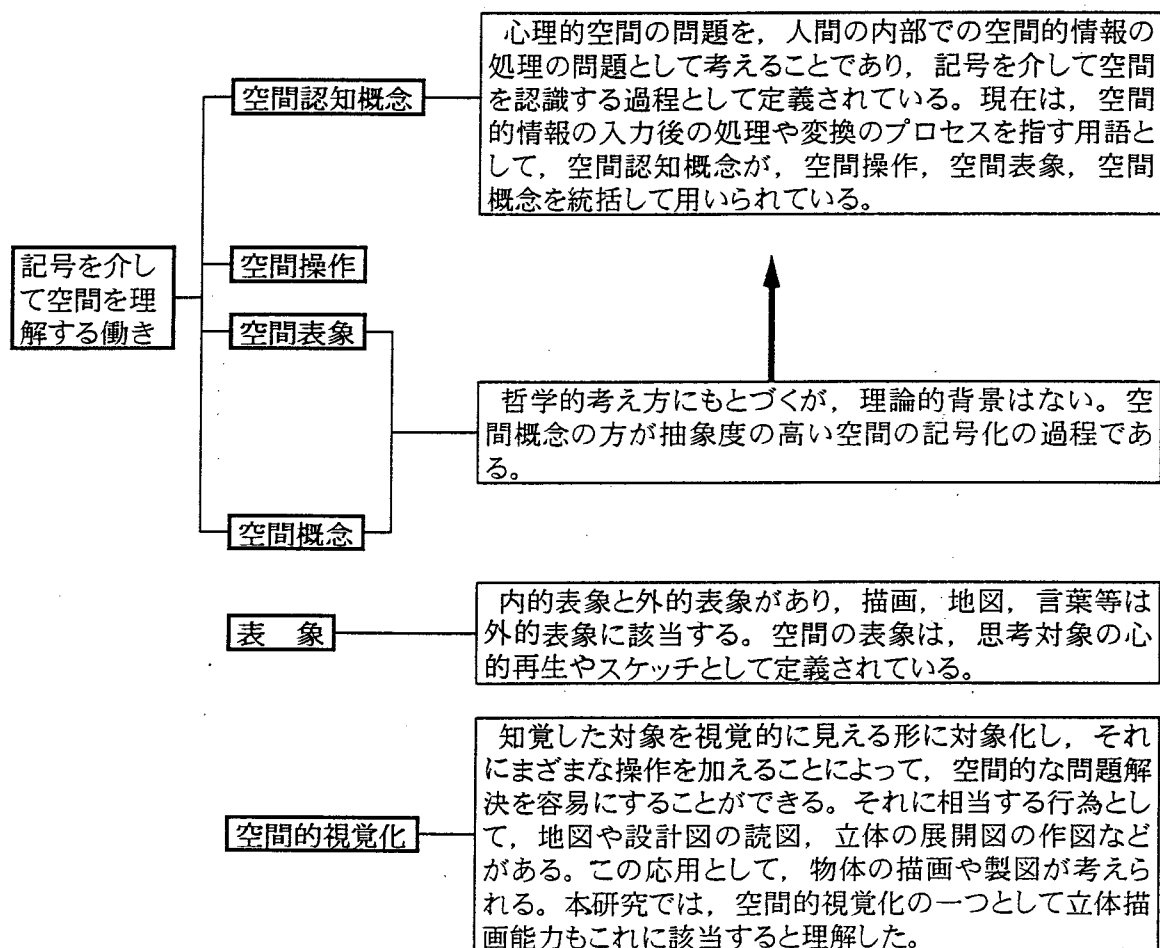 心理的空間の問題を，人間の内部での空間的情報の
処理の問題として考えることであり，記号を介して空間
を認識する過程として定義されている。現在は，空間
的情報の入力後の処理や変換のプロセスを指す用語と
して，空間認知概念が，空間操作，空間表象，空間
概念を統括して用いられている。
空間認知概念
記号を介し
て空間を理
解する働き
空間操作
空間表象
哲学的考え方にもとづくが，理論的背景はない。空
間概念の方が抽象度の高い空間の記号化の過程であ
る。
空間概念
表　象
内的表象と外的表象があり，描画，地図，言葉等は
外的表象に該当する。空間の表象は，思考対象の心
的再生やスケッチとして定義されている。
空間的視覚化
知覚した対象を視覚的に見える形に対象化し，それ
にまざまな操作を加えることによって，空間的な問題解
決を容易にすることができる。それに相当する行為とし
て，地図や設計図の読図，立体の展開図の作図など
がある。この応用として，物体の描画や製図が考えら
れる。本研究では，空間的視覚化の一つとして立体描
画能力もこれに該当すると理解した。